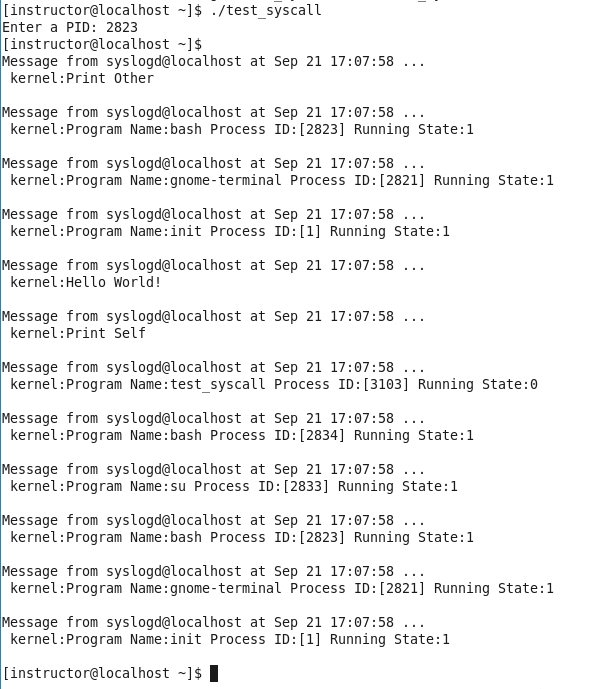 [instructor@localhost ~]$ ./test_syscall
Enter a PID: 2823
[instructor@localhost ~]$
Message from syslogd@localhost at Sep 21 17:07:58 ...
 kernel:Print Other

Message from syslogd@localhost at Sep 21 17:07:58 ...
 kernel:Program Name:bash Process ID:[2823] Running State:1

Message from syslogd@localhost at Sep 21 17:07:58 ...
 kernel:Program Name:gnome-terminal Process ID:[2821] Running State:1

Message from syslogd@localhost at Sep 21 17:07:58 ...
 kernel:Program Name:init Process ID:[1] Running State:1

Message from syslogd@localhost at Sep 21 17:07:58 ...
 kernel:Hello World!

Message from syslogd@localhost at Sep 21 17:07:58 ...
 kernel:Print Self

Message from syslogd@localhost at Sep 21 17:07:58 ...
 kernel:Program Name:test_syscall Process ID:[3103] Running State:0

Message from syslogd@localhost at Sep 21 17:07:58 ...
 kernel:Program Name:bash Process ID:[2834] Running State:1

Message from syslogd@localhost at Sep 21 17:07:58 ...
 kernel:Program Name:su Process ID:[2833] Running State:1

Message from syslogd@localhost at Sep 21 17:07:58 ...
 kernel:Program Name:bash Process ID:[2823] Running State:1

Message from syslogd@localhost at Sep 21 17:07:58 ...
 kernel:Program Name:gnome-terminal Process ID:[2821] Running State:1

Message from syslogd@localhost at Sep 21 17:07:58 ...
 kernel:Program Name:init Process ID:[1] Running State:1

[instructor@localhost ~]$